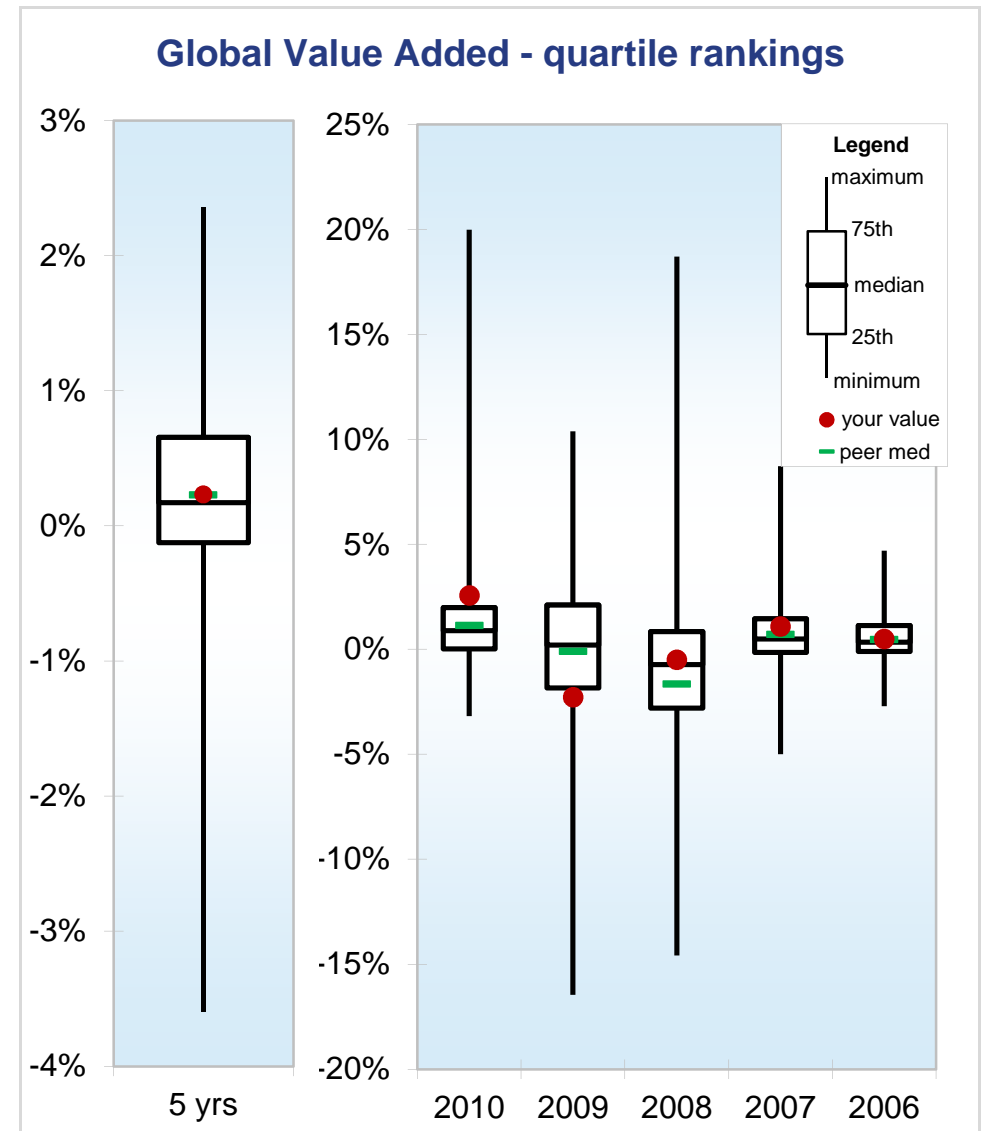 Global Value Added - quartile rankings
3%
2%
1%
0%
-1%
-2%
-3%
-4%
5 yrs
25%
20%
15%
10%
5%
0%
-5%
-10%
-15%
-20%
2010 2009 2008 2007 2006
Legend
maximum
75th
median
25th
minimum
your value
peer med